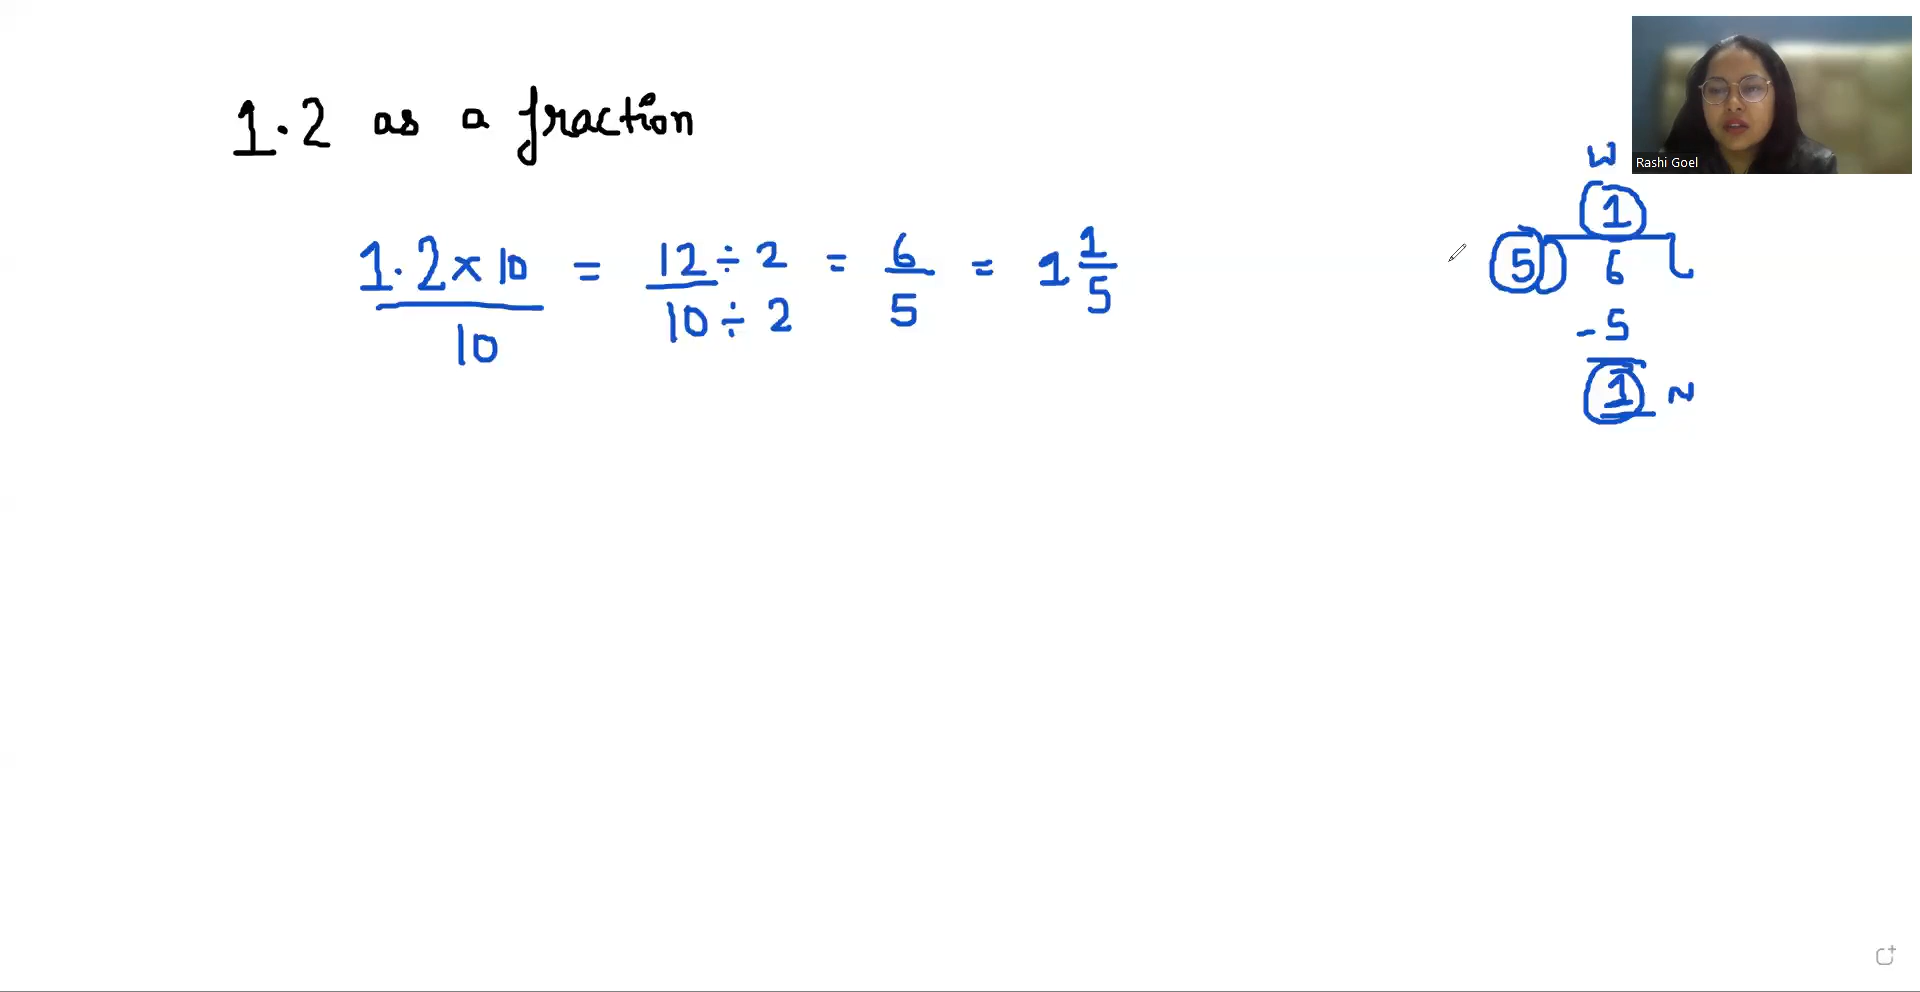 1.2 as a fraction
1.2 × 10 / 10 = 12 ÷ 2 / 10 ÷ 2 = 6/5 = 1 1/5
W
1
5) 6
- 5
1 N
Rashi Goel